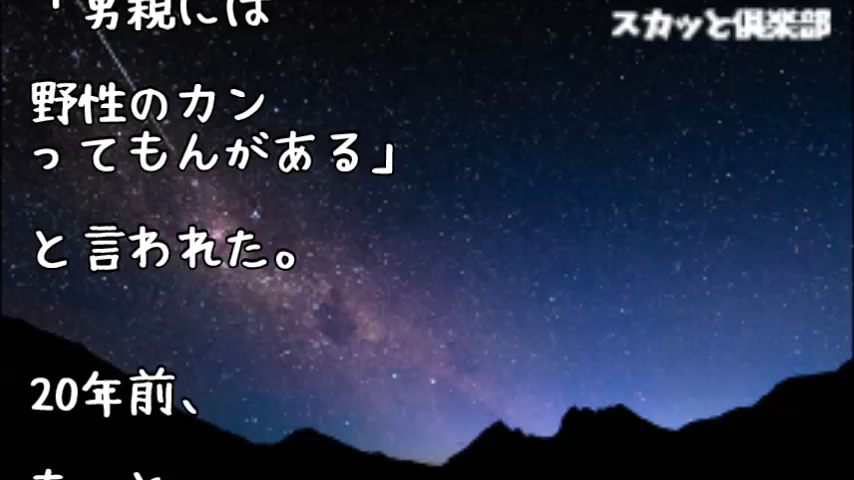 スカッと倶楽部
「男親には
野性のカン
ってもんがある」
と言われた。
20年前、